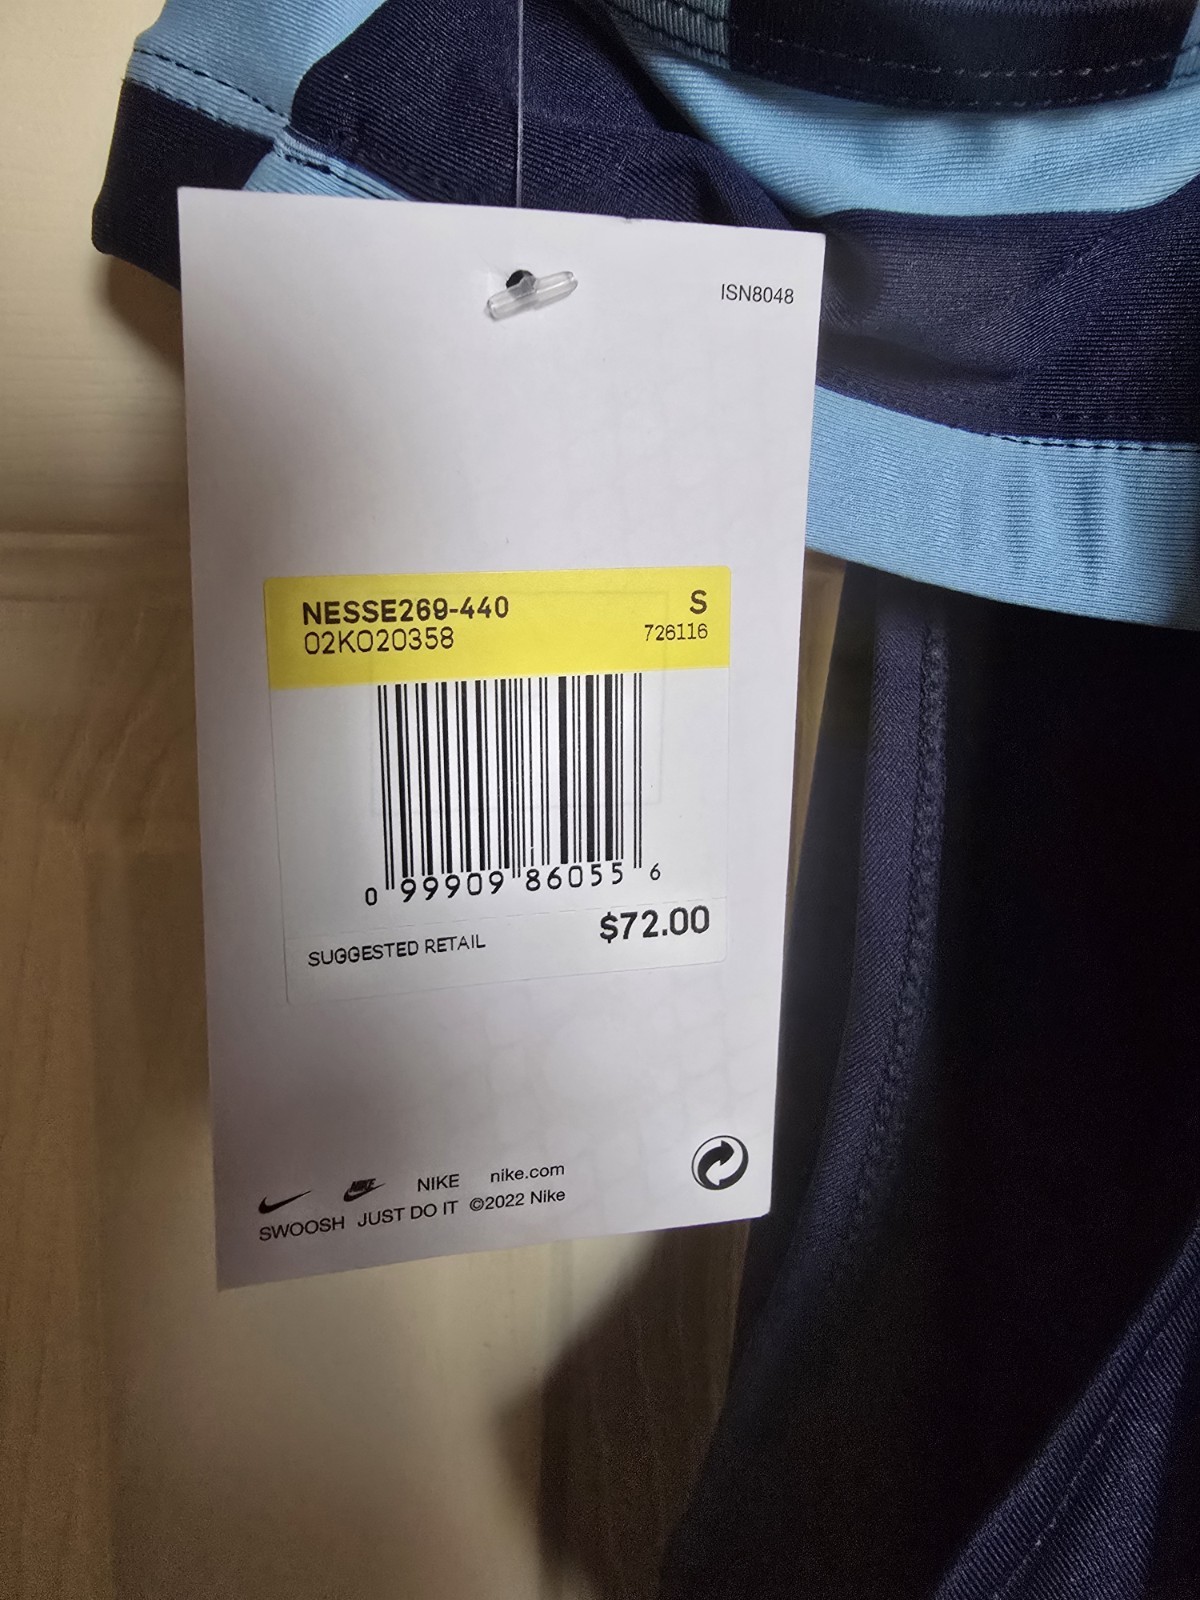 ISN8048
NESSE269-440
S
02K020358
726116
0 99909 86055 6
SUGGESTED RETAIL
$72.00
NIKE
NIKE nike.com
SWOOSH JUST DO IT ©2022 Nike